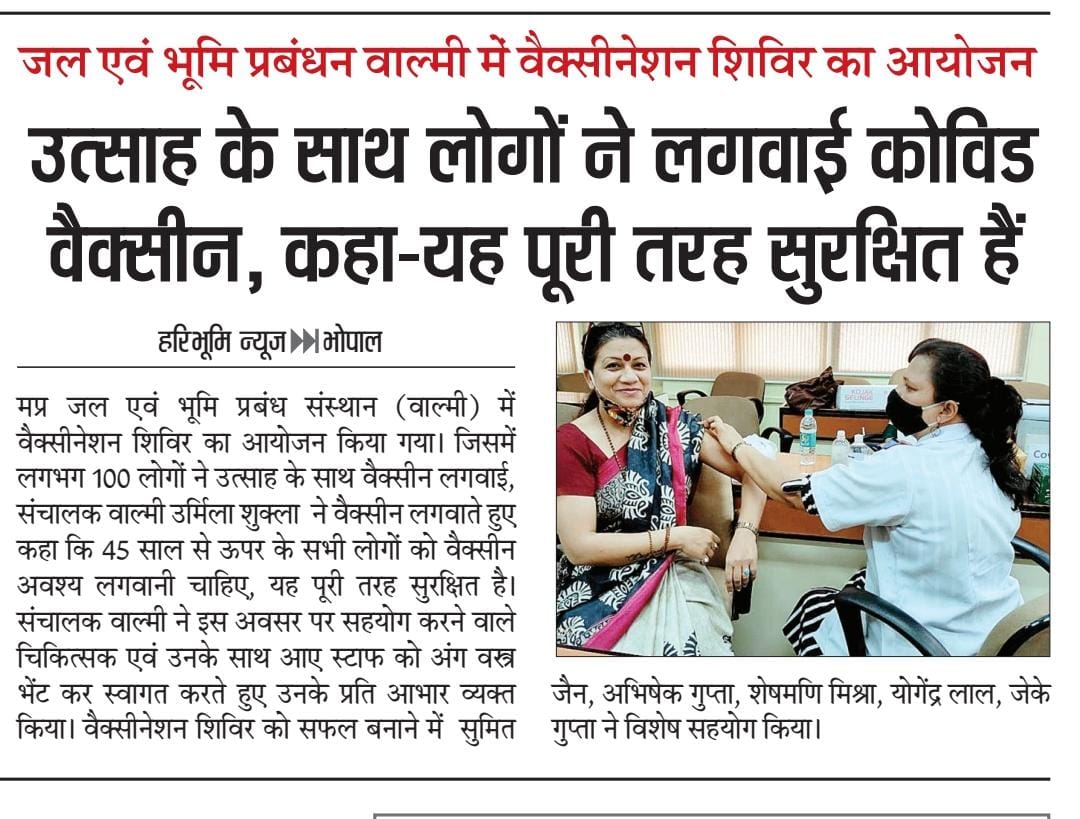 जल एवं भूमि प्रबंधन वाल्मी में वैक्सीनेशन शिविर का आयोजन
उत्साह के साथ लोगों ने लगवाई कोविड
वैक्सीन, कहा-यह पूरी तरह सुरक्षित हैं
हरिभूमि न्यूज भोपाल
मप्र जल एवं भूमि प्रबंध संस्थान (वाल्मी) में
वैक्सीनेशन शिविर का आयोजन किया गया। जिसमें
लगभग 100 लोगों ने उत्साह के साथ वैक्सीन लगवाई,
संचालक वाल्मी उर्मिला शुक्ला ने वैक्सीन लगवाते हुए
कहा कि 45 साल से ऊपर के सभी लोगों को वैक्सीन
अवश्य लगवानी चाहिए, यह पूरी तरह सुरक्षित है।
संचालक वाल्मी ने इस अवसर पर सहयोग करने वाले
चिकित्सक एवं उनके साथ आए स्टाफ को अंग वस्त्र
भेंट कर स्वागत करते हुए उनके प्रति आभार व्यक्त
किया। वैक्सीनेशन शिविर को सफल बनाने में सुमित
जैन, अभिषेक गुप्ता, शेषमणि मिश्रा, योगेंद्र लाल, जेके
गुप्ता ने विशेष सहयोग किया।